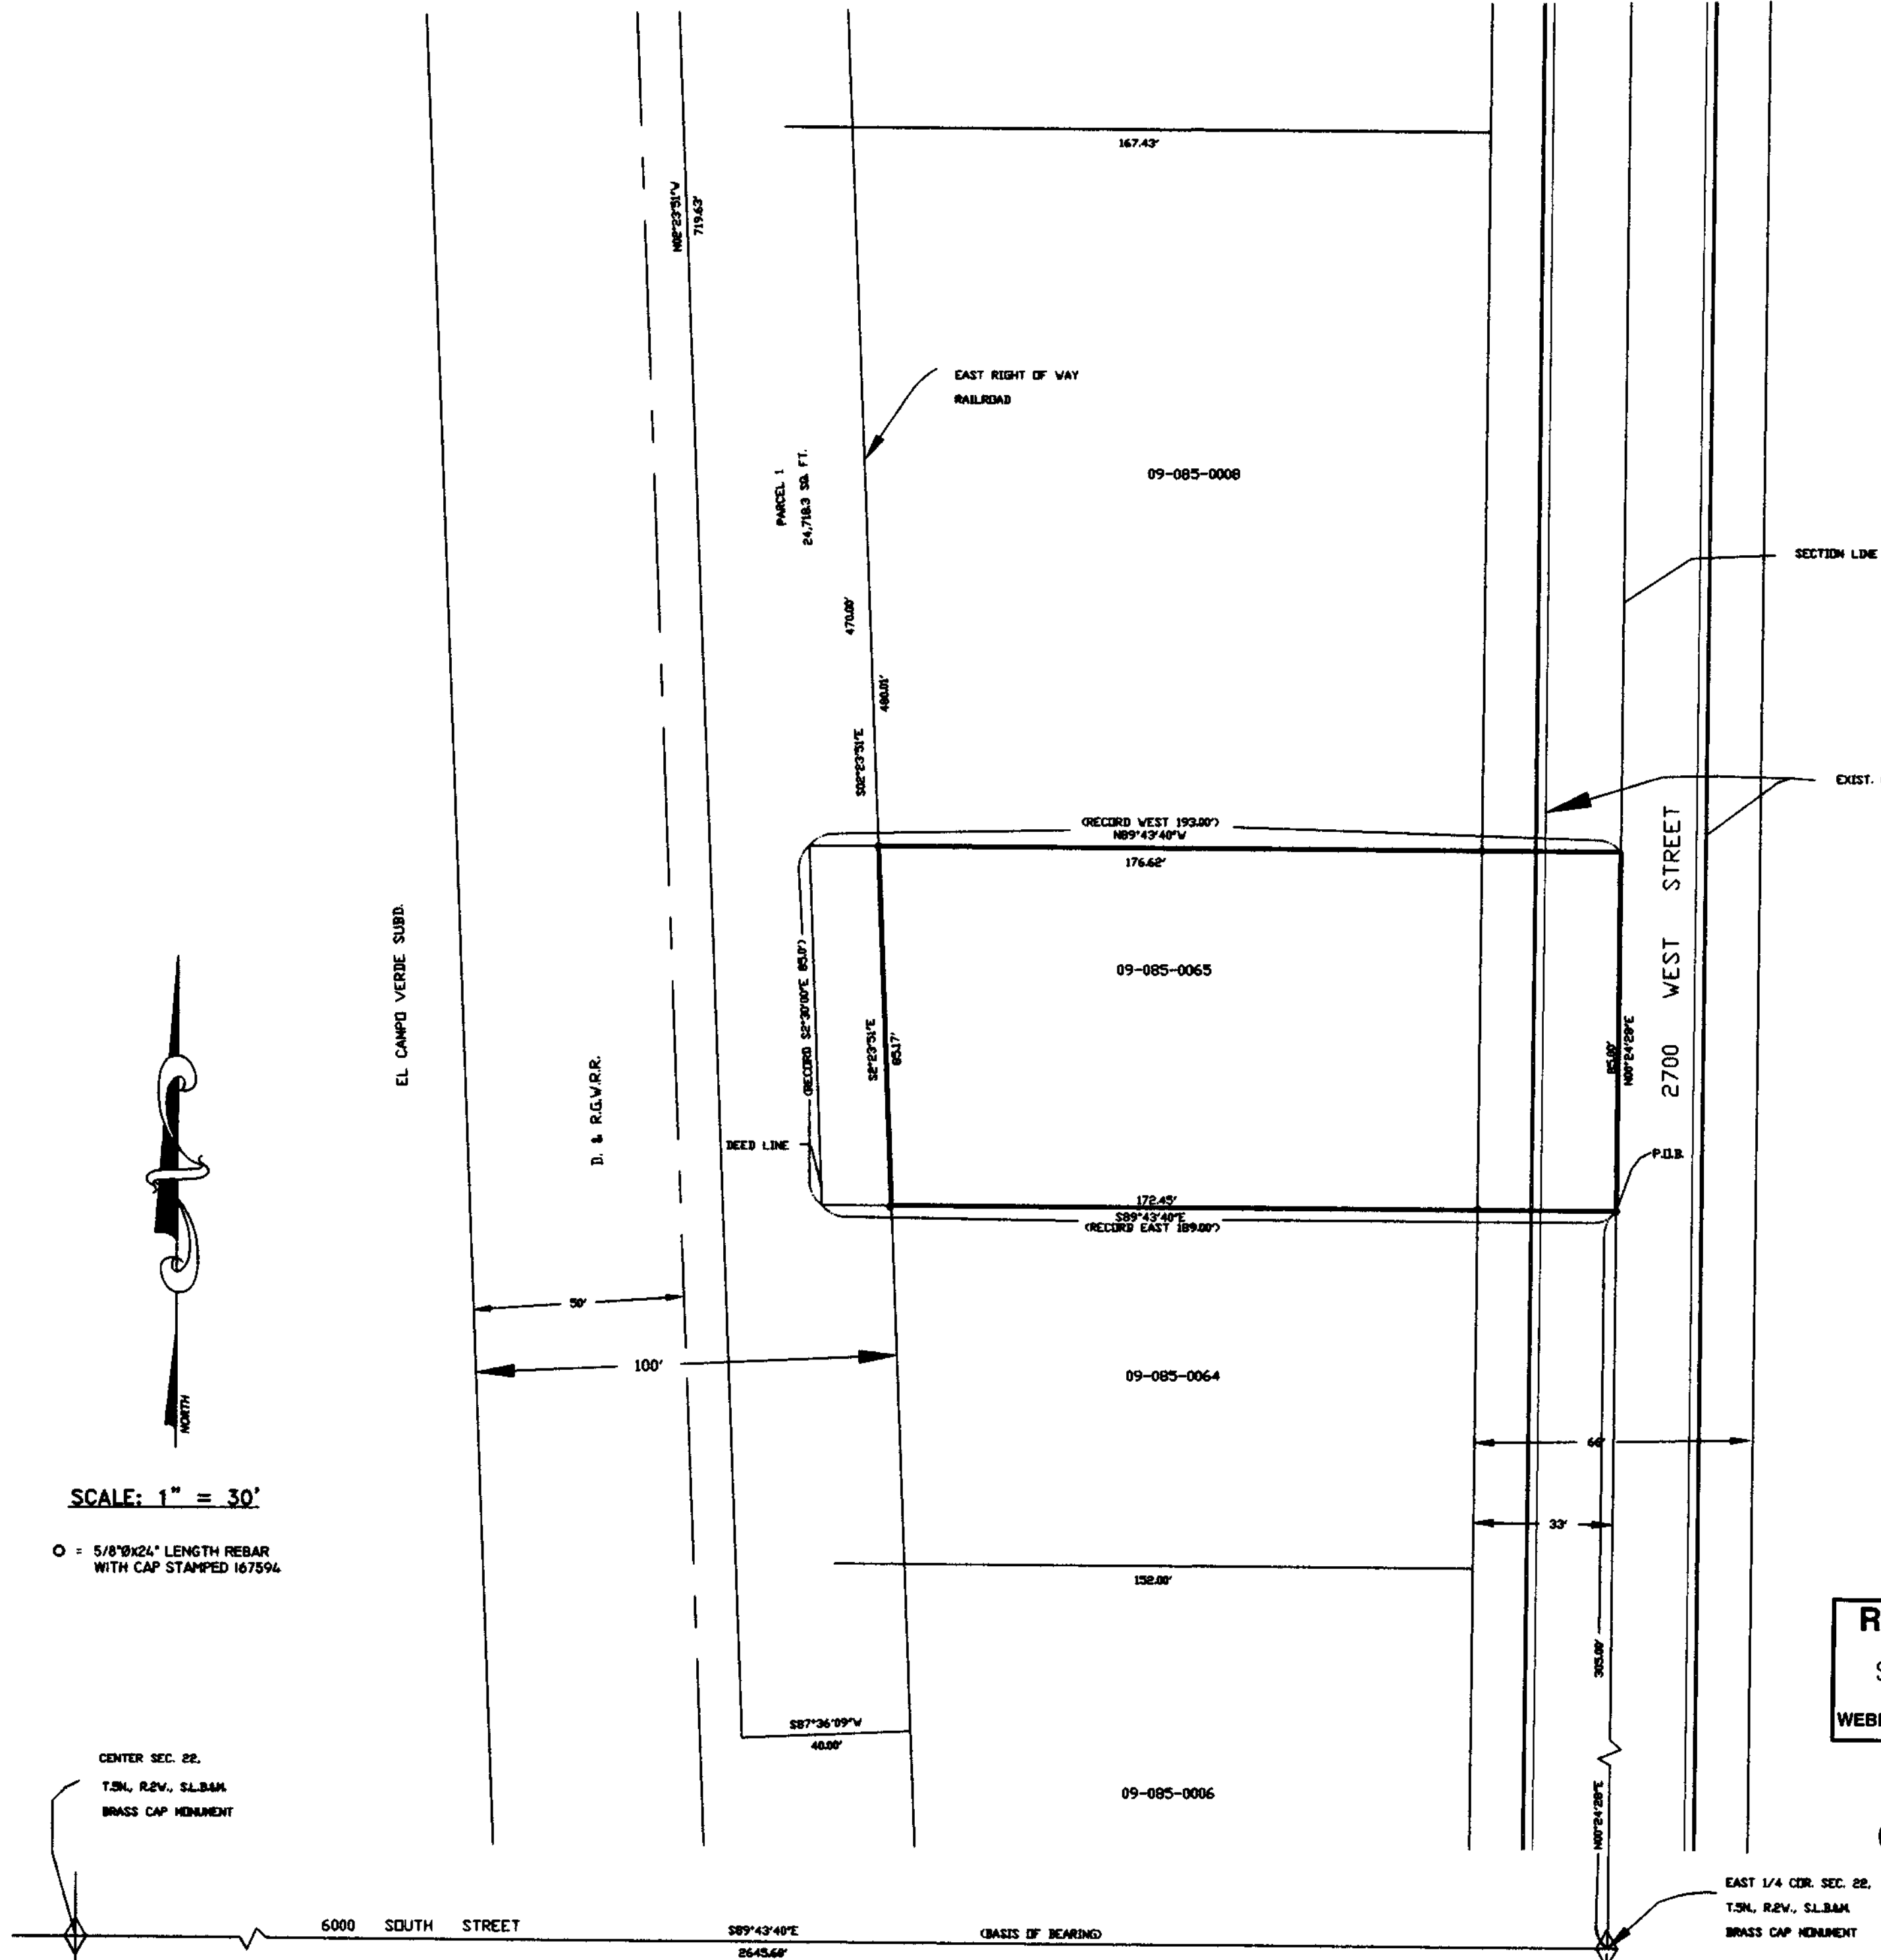 167.43'
N02°23'51"W
719.63'
EAST RIGHT OF WAY
RAILROAD
PARCEL 1
24,718.3 SQ. FT.
09-085-0008
SECTION LINE
470.00'
480.01'
S02°23'51"E
EXIST.
(RECORD WEST 193.00')
N89°43'40"W
176.62'
2700 WEST STREET
EL CAMPO VERDE SUBD.
(RECORD S2°30'00"E 85.0')
09-085-0065
S2°23'51"E
85.17'
85.00'
N00°24'28"E
D. & R.G.W.R.R.
DEED LINE
P.O.B.
172.45'
S89°43'40"E
(RECORD EAST 189.00')
50'
100'
09-085-0064
NORTH
66'
SCALE: 1" = 30'
33'
O = 5/8"Øx24" LENGTH REBAR
WITH CAP STAMPED 167594
152.00'
305.00'
R
S
WEBE
S87°36'09"W
40.00'
CENTER SEC. 22,
T.5N., R.2W., S.L.B.&M.
BRASS CAP MONUMENT
09-085-0006
N00°24'28"E
EAST 1/4 COR. SEC. 22,
T.5N., R.2W., S.L.B.&M.
BRASS CAP MONUMENT
6000 SOUTH STREET
S89°43'40"E
(BASIS OF BEARING)
2645.60'